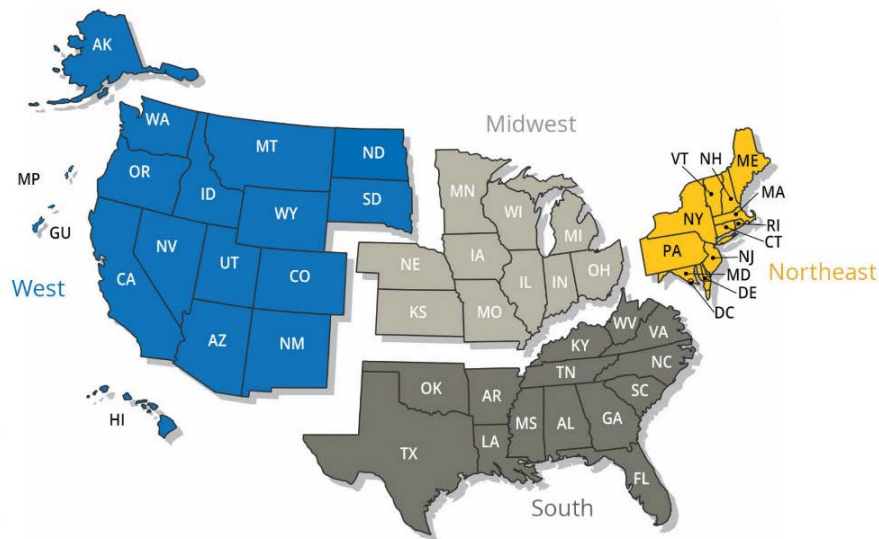 AK
WA
MT
ND
Midwest
MN
VT
NH
ME
MP
OR
ID
SD
WI
MA
GU
WY
MI
NY
RI
CT
NV
NE
IA
PA
NJ
West
CA
UT
CO
IL
IN
OH
MD
Northeast
DE
DC
KS
MO
WV
VA
AZ
NM
KY
NC
TN
OK
AR
SC
HI
MS
AL
GA
TX
LA
FL
South